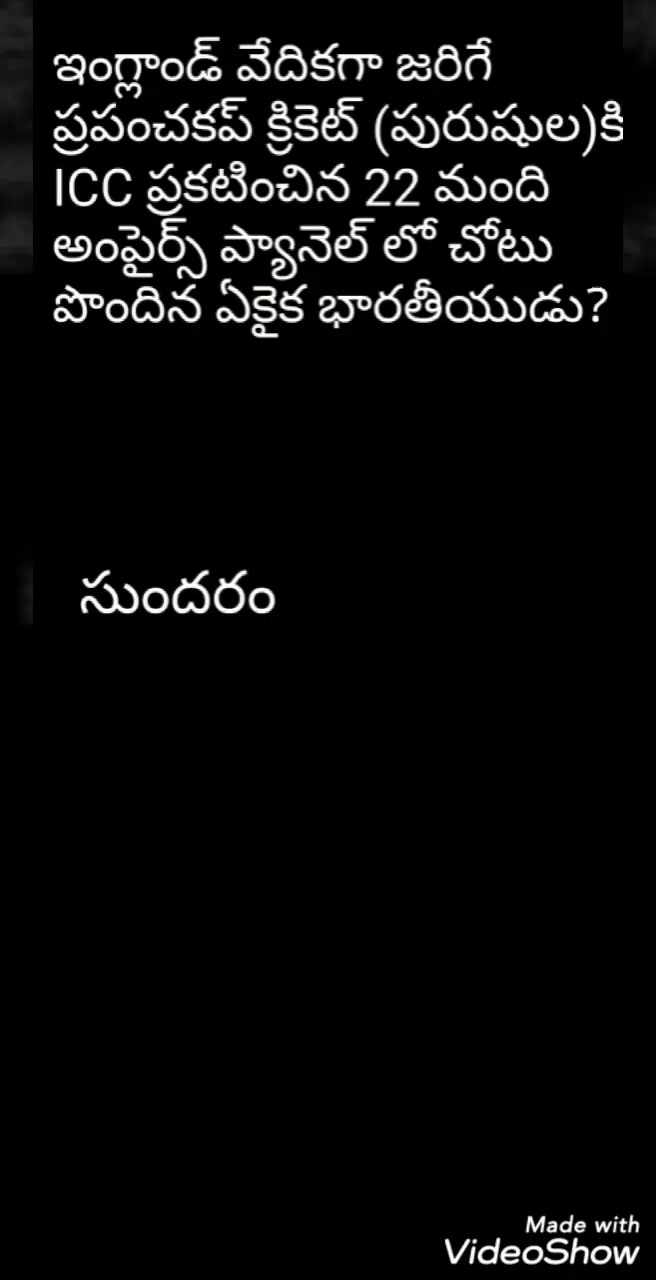 ఇంగ్లాండ్ వేదికగా జరిగే
ప్రపంచకప్ క్రికెట్ (పురుషుల)కి
ICC ప్రకటించిన 22 మంది
అంపైర్స్ ప్యానెల్ లో చోటు
పొందిన ఏకైక భారతీయుడు?
సుందరం
Made with
VideoShow